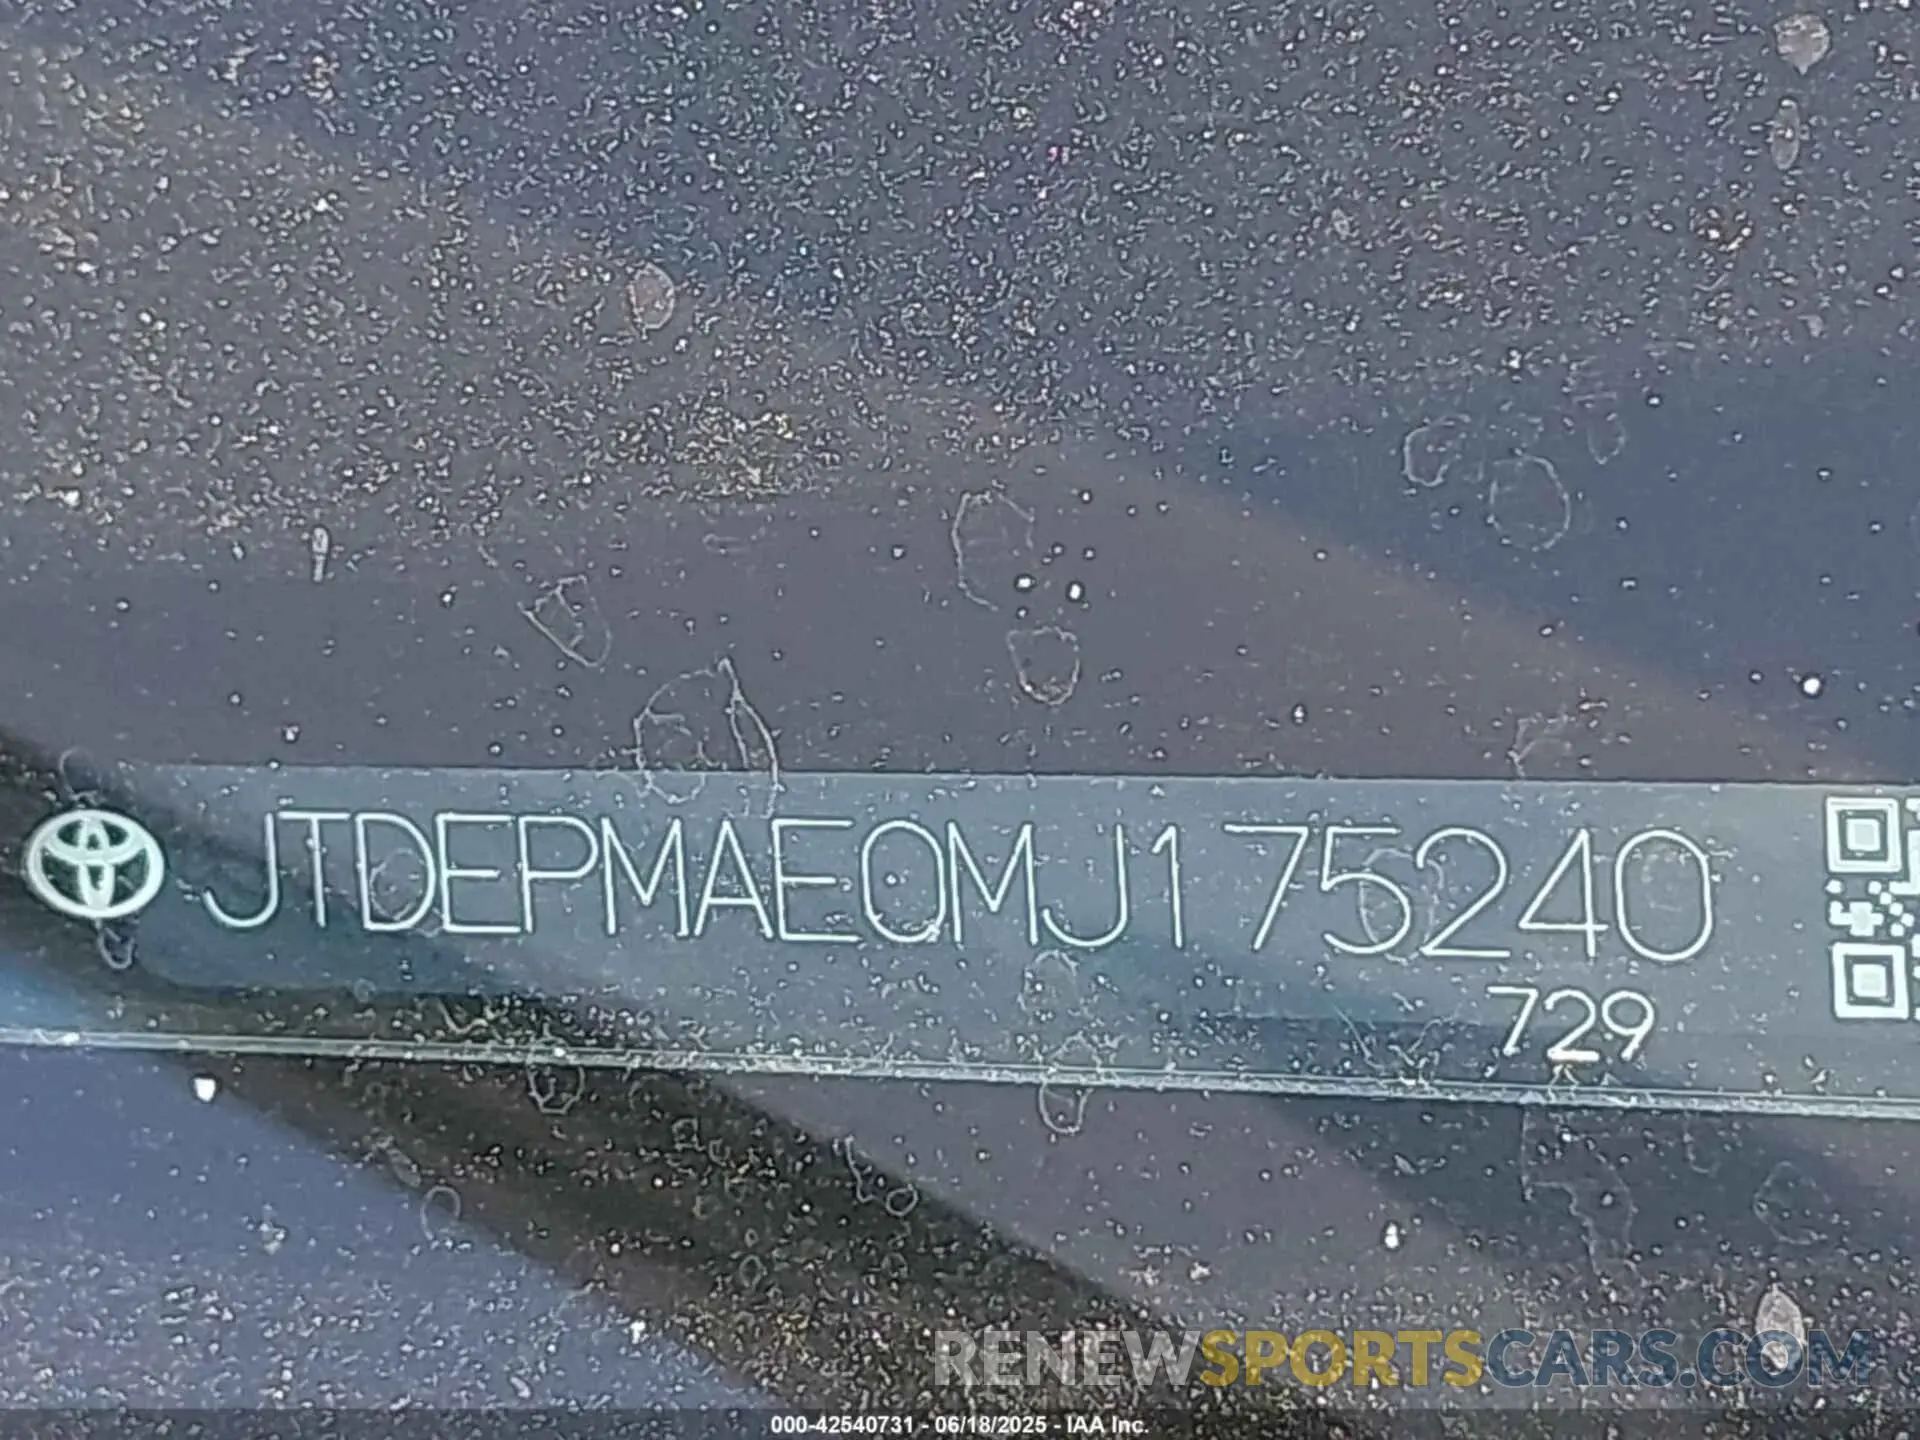 JTDEPMAE0MJ175240
729
RENEWSPORTSCARS.COM
000-42540731 - 06/18/2025 - IAA Inc.